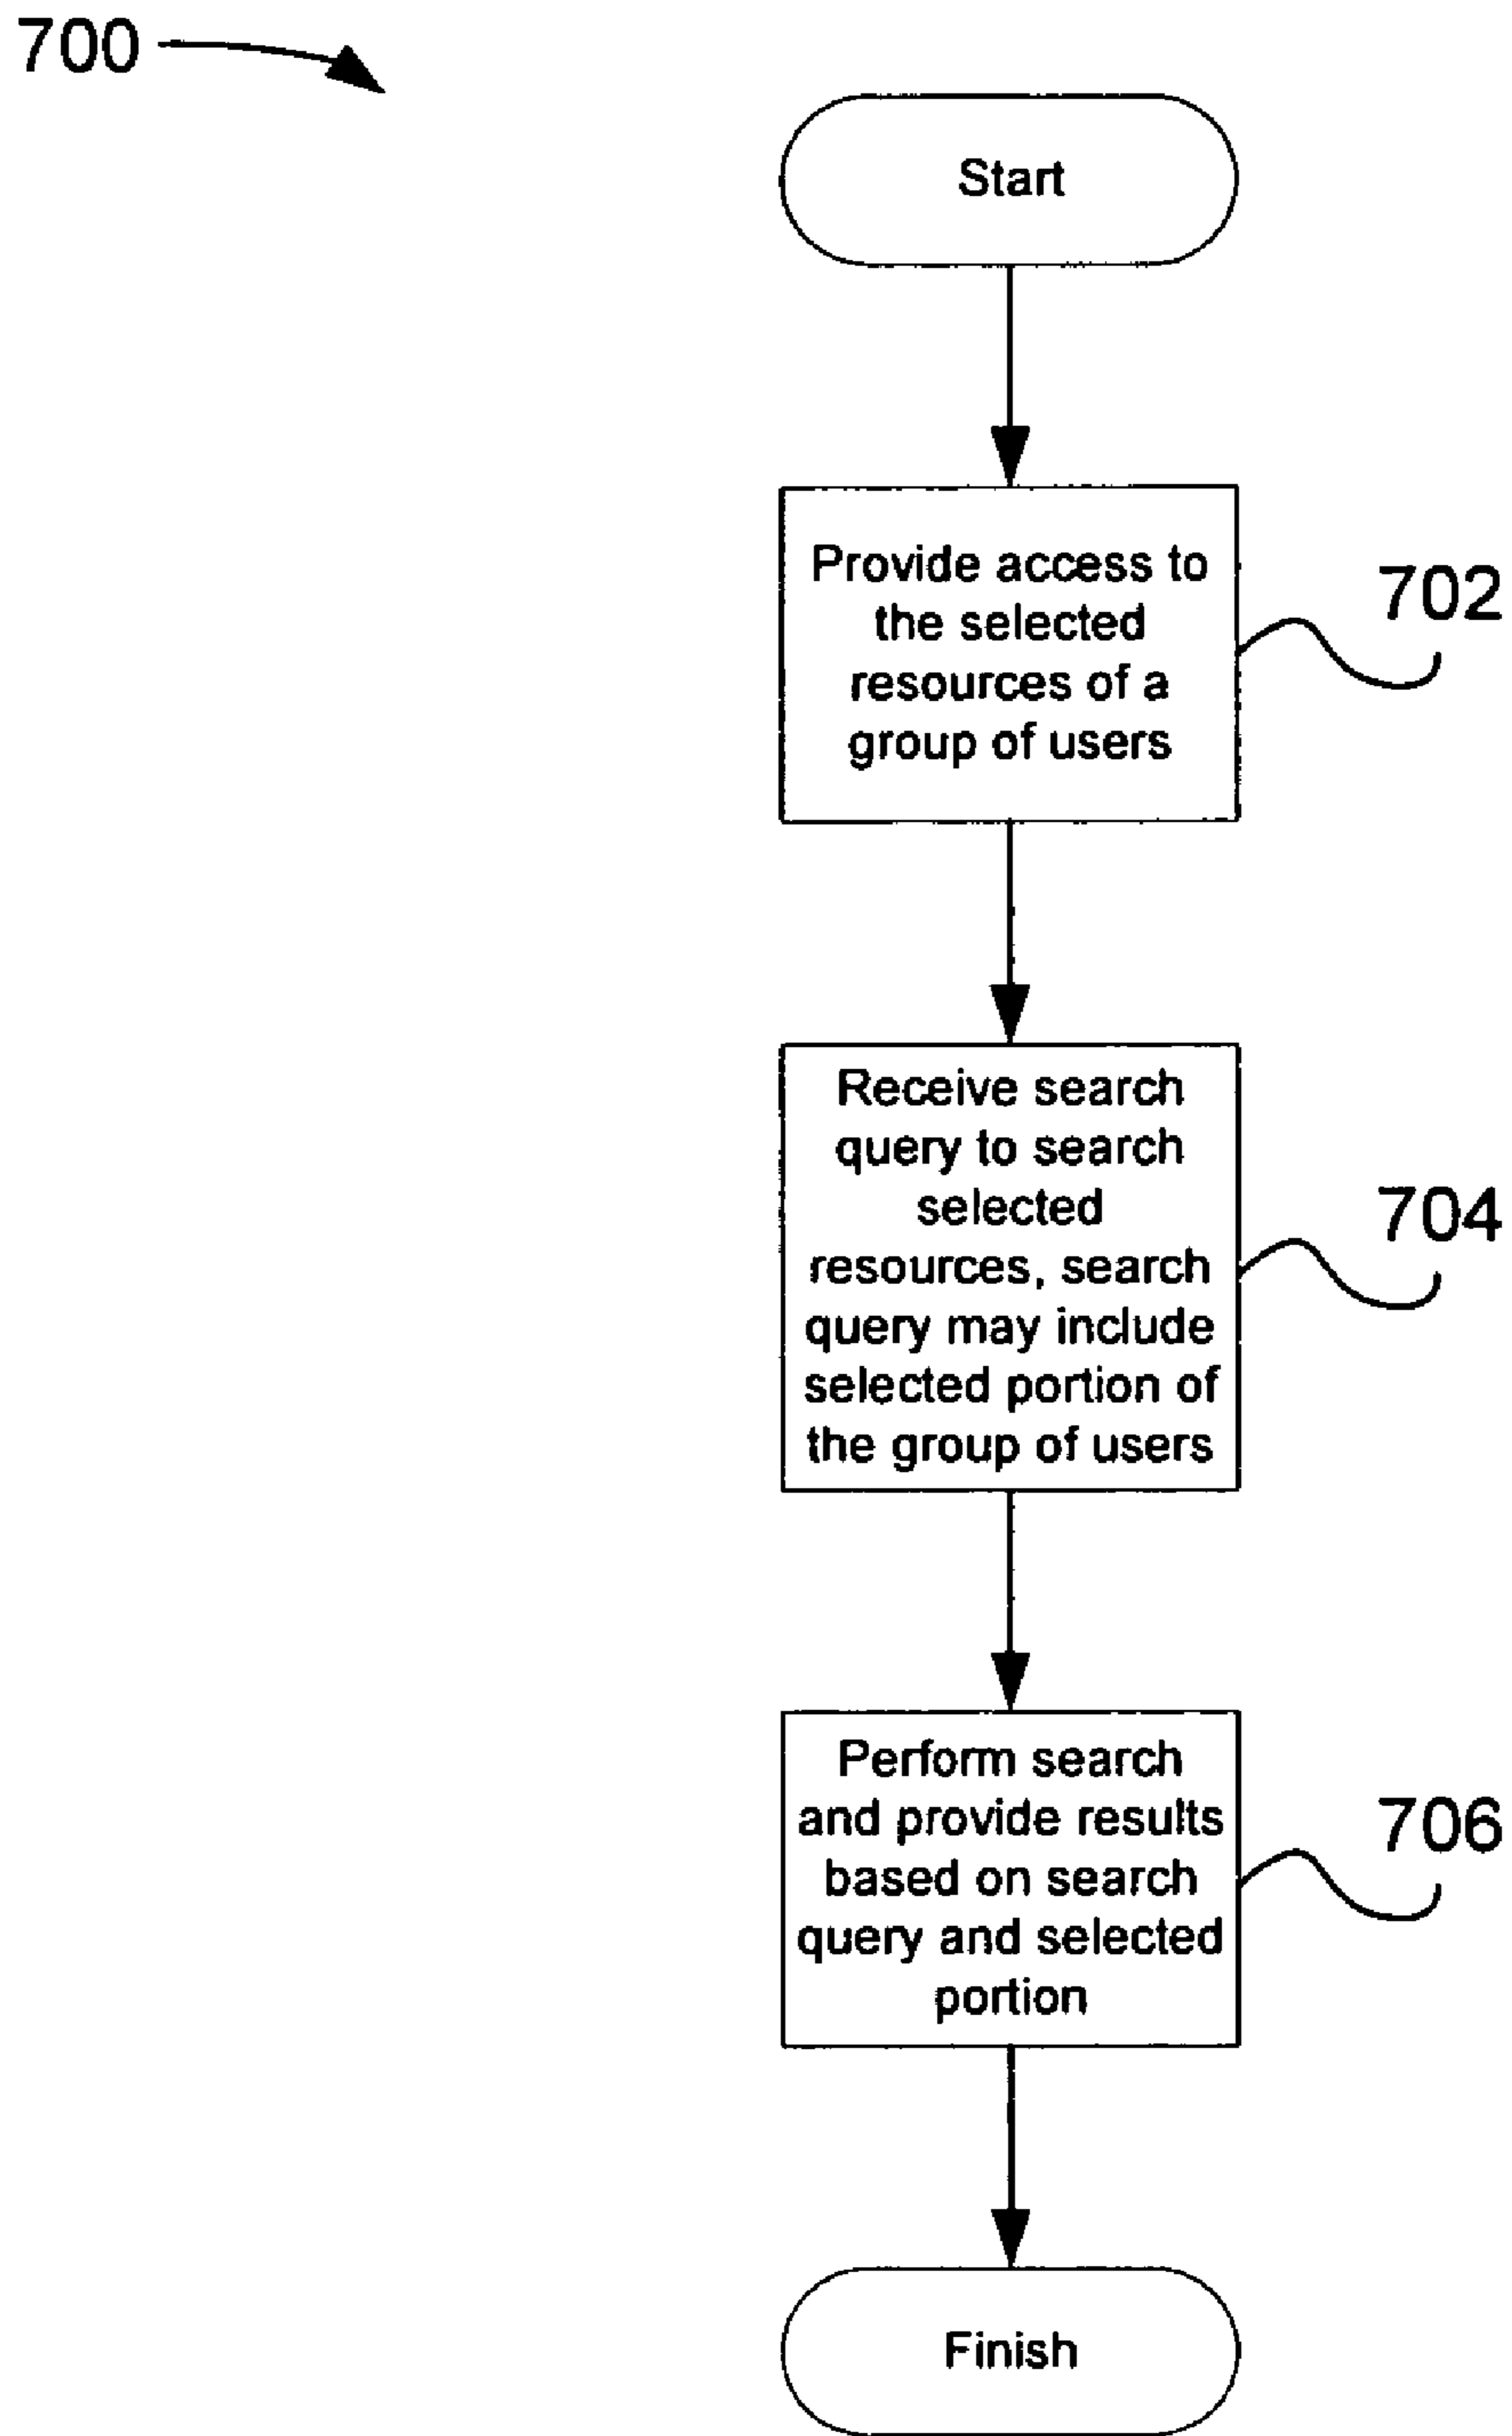 700
Start
Provide access to
the selected
resources of a
group of users
702
Receive search
query to search
selected
resources, search
query may include
selected portion of
the group of users
704
Perform search
and provide results
based on search
query and selected
portion
706
Finish